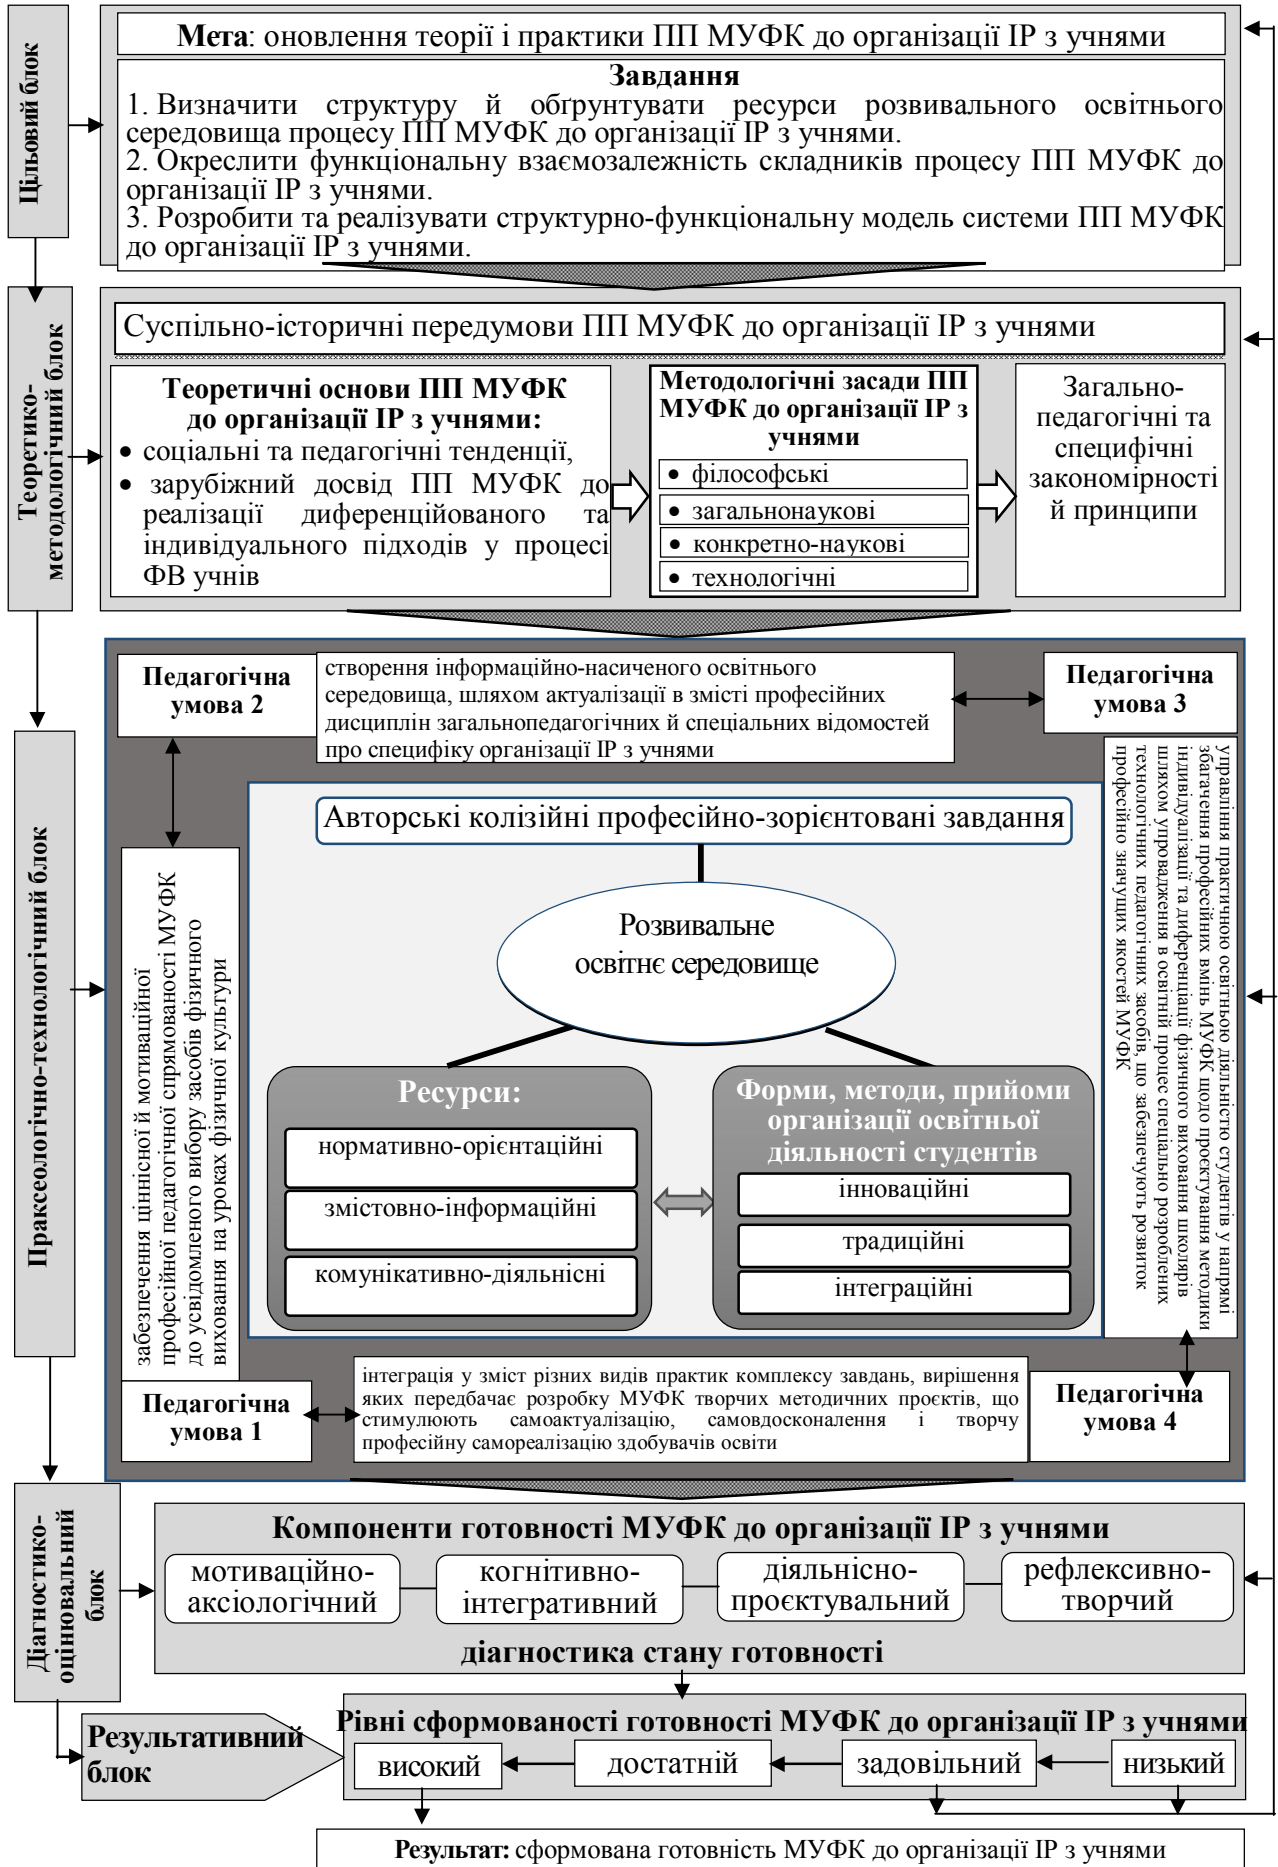 Цільовий блок
Мета: оновлення теорії і практики ПП МУФК до організації ІР з учнями
Завдання
1. Визначити структуру й обґрунтувати ресурси розвивального освітнього
середовища процесу ПП МУФК до організації ІР з учнями.
2. Окреслити функціональну взаємозалежність складників процесу ПП МУФК до
організації ІР з учнями.
3. Розробити та реалізувати структурно-функціональну модель системи ПП МУФК
до організації ІР з учнями.
Теоретико-
методологічний блок
Суспільно-історичні передумови ПП МУФК до організації ІР з учнями
Теоретичні основи ПП МУФК
до організації ІР з учнями:
• соціальні та педагогічні тенденції,
• зарубіжний досвід ПП МУФК до
реалізації диференційованого та
індивідуального підходів у процесі
ФВ учнів
Методологічні засади ПП
МУФК до організації ІР з
учнями
• філософські
• загальнонаукові
• конкретно-наукові
• технологічні
Загально-
педагогічні та
специфічні
закономірності
й принципи
Праксеологічно-технологічний блок
Педагогічна
умова 2
створення інформаційно-насиченого освітнього
середовища, шляхом актуалізації в змісті професійних
дисциплін загальнопедагогічних й спеціальних відомостей
про специфіку організації ІР з учнями
Педагогічна
умова 3
управління практичною освітньою діяльністю студентів у напрямі
збагачення професійних вмінь МУФК щодо проєктування методики
індивідуалізації та диференціації фізичного виховання школярів
шляхом упровадження в освітній процес спеціально розроблених
технологічних педагогічних засобів, що забезпечують розвиток
професійно значущих якостей МУФК
забезпечення ціннісної й мотиваційної
професійної педагогічної спрямованості МУФК
до усвідомленого вибору засобів фізичного
виховання на уроках фізичної культури
Авторські колізійні професійно-зорієнтовані завдання
Розвивальне
освітнє середовище
Ресурси:
нормативно-орієнтаційні
змістовно-інформаційні
комунікативно-діяльнісні
Форми, методи, прийоми
організації освітньої
діяльності студентів
інноваційні
традиційні
інтеграційні
Педагогічна
умова 1
інтеграція у зміст різних видів практик комплексу завдань, вирішення
яких передбачає розробку МУФК творчих методичних проєктів, що
стимулюють самоактуалізацію, самовдосконалення і творчу
професійну самореалізацію здобувачів освіти
Педагогічна
умова 4
Діагностико-
оцінювальний
блок
Компоненти готовності МУФК до організації ІР з учнями
мотиваційно-
аксіологічний
когнітивно-
інтегративний
діяльнісно-
проєктувальний
рефлексивно-
творчий
діагностика стану готовності
Результативний
блок
Рівні сформованості готовності МУФК до організації ІР з учнями
високий
достатній
задовільний
низький
Результат: сформована готовність МУФК до організації ІР з учнями